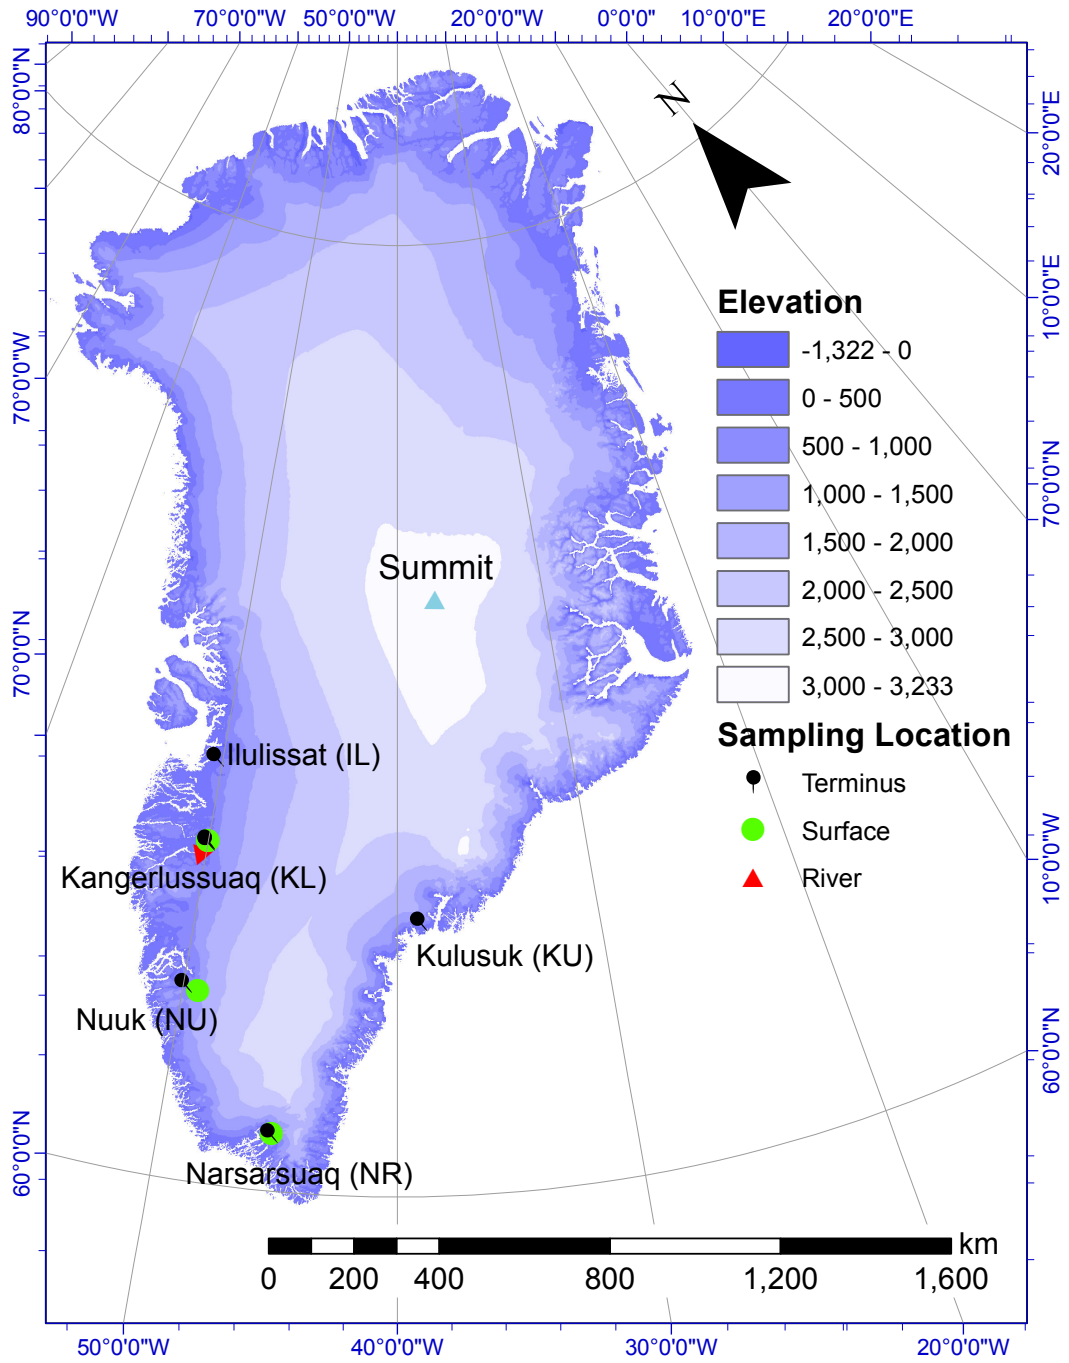 90°0'0"W 70°0'0"W 50°0'0"W 20°0'0"W 0°0'0" 10°0'0"E 20°0'0"E
80°0'0"N
70°0'0"W
70°0'0"N
60°0'0"N
N
20°0'0"E
10°0'0"E
70°0'0"N
10°0'0"W
60°0'0"N
Elevation
-1,322 - 0
0 - 500
500 - 1,000
1,000 - 1,500
1,500 - 2,000
2,000 - 2,500
2,500 - 3,000
3,000 - 3,233
Sampling Location
Terminus
Surface
River
Summit
Ilulissat (IL)
Kangerlussuaq (KL)
Kulusuk (KU)
Nuuk (NU)
Narsarsuaq (NR)
km
0 200 400 800 1,200 1,600
50°0'0"W 40°0'0"W 30°0'0"W 20°0'0"W